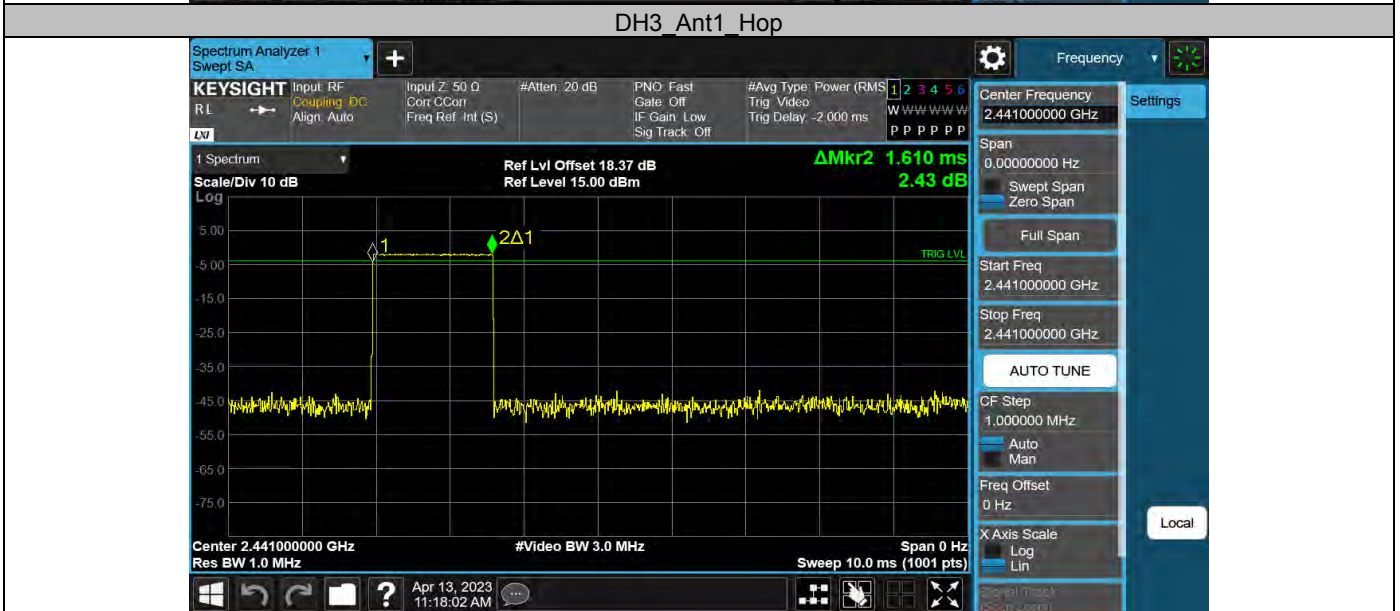 DH3_Ant1_Hop
Spectrum Analyzer 1
Swept SA
Frequency
KEYSIGHT
RL
LXI
Input: RF
Coupling: DC
Align: Auto
Input Z: 50 Ω
Corr CCorr
Freq Ref: Int (S)
#Atten: 20 dB
PNO: Fast
Gate: Off
IF Gain: Low
Sig Track: Off
#Avg Type: Power (RMS
Trig: Video
Trig Delay: -2.000 ms
1 2 3 4 5 6
W W W W W W
P P P P P P
Center Frequency
2.441000000 GHz
Settings
1 Spectrum
Scale/Div 10 dB
Log
Ref Lvl Offset 18.37 dB
Ref Level 15.00 dBm
ΔMkr2 1.610 ms
2.43 dB
Span
0.00000000 Hz
Swept Span
Zero Span
Full Span
5.00
-5.00
-15.0
-25.0
-35.0
-45.0
-55.0
-65.0
-75.0
1
2Δ1
TRIG LVL
Start Freq
2.441000000 GHz
Stop Freq
2.441000000 GHz
AUTO TUNE
CF Step
1.000000 MHz
Auto
Man
Freq Offset
0 Hz
X Axis Scale
Log
Lin
Local
Center 2.441000000 GHz
#Video BW 3.0 MHz
Span 0 Hz
Res BW 1.0 MHz
Sweep 10.0 ms (1001 pts)
?
Apr 13, 2023
11:18:02 AM
Signal Track